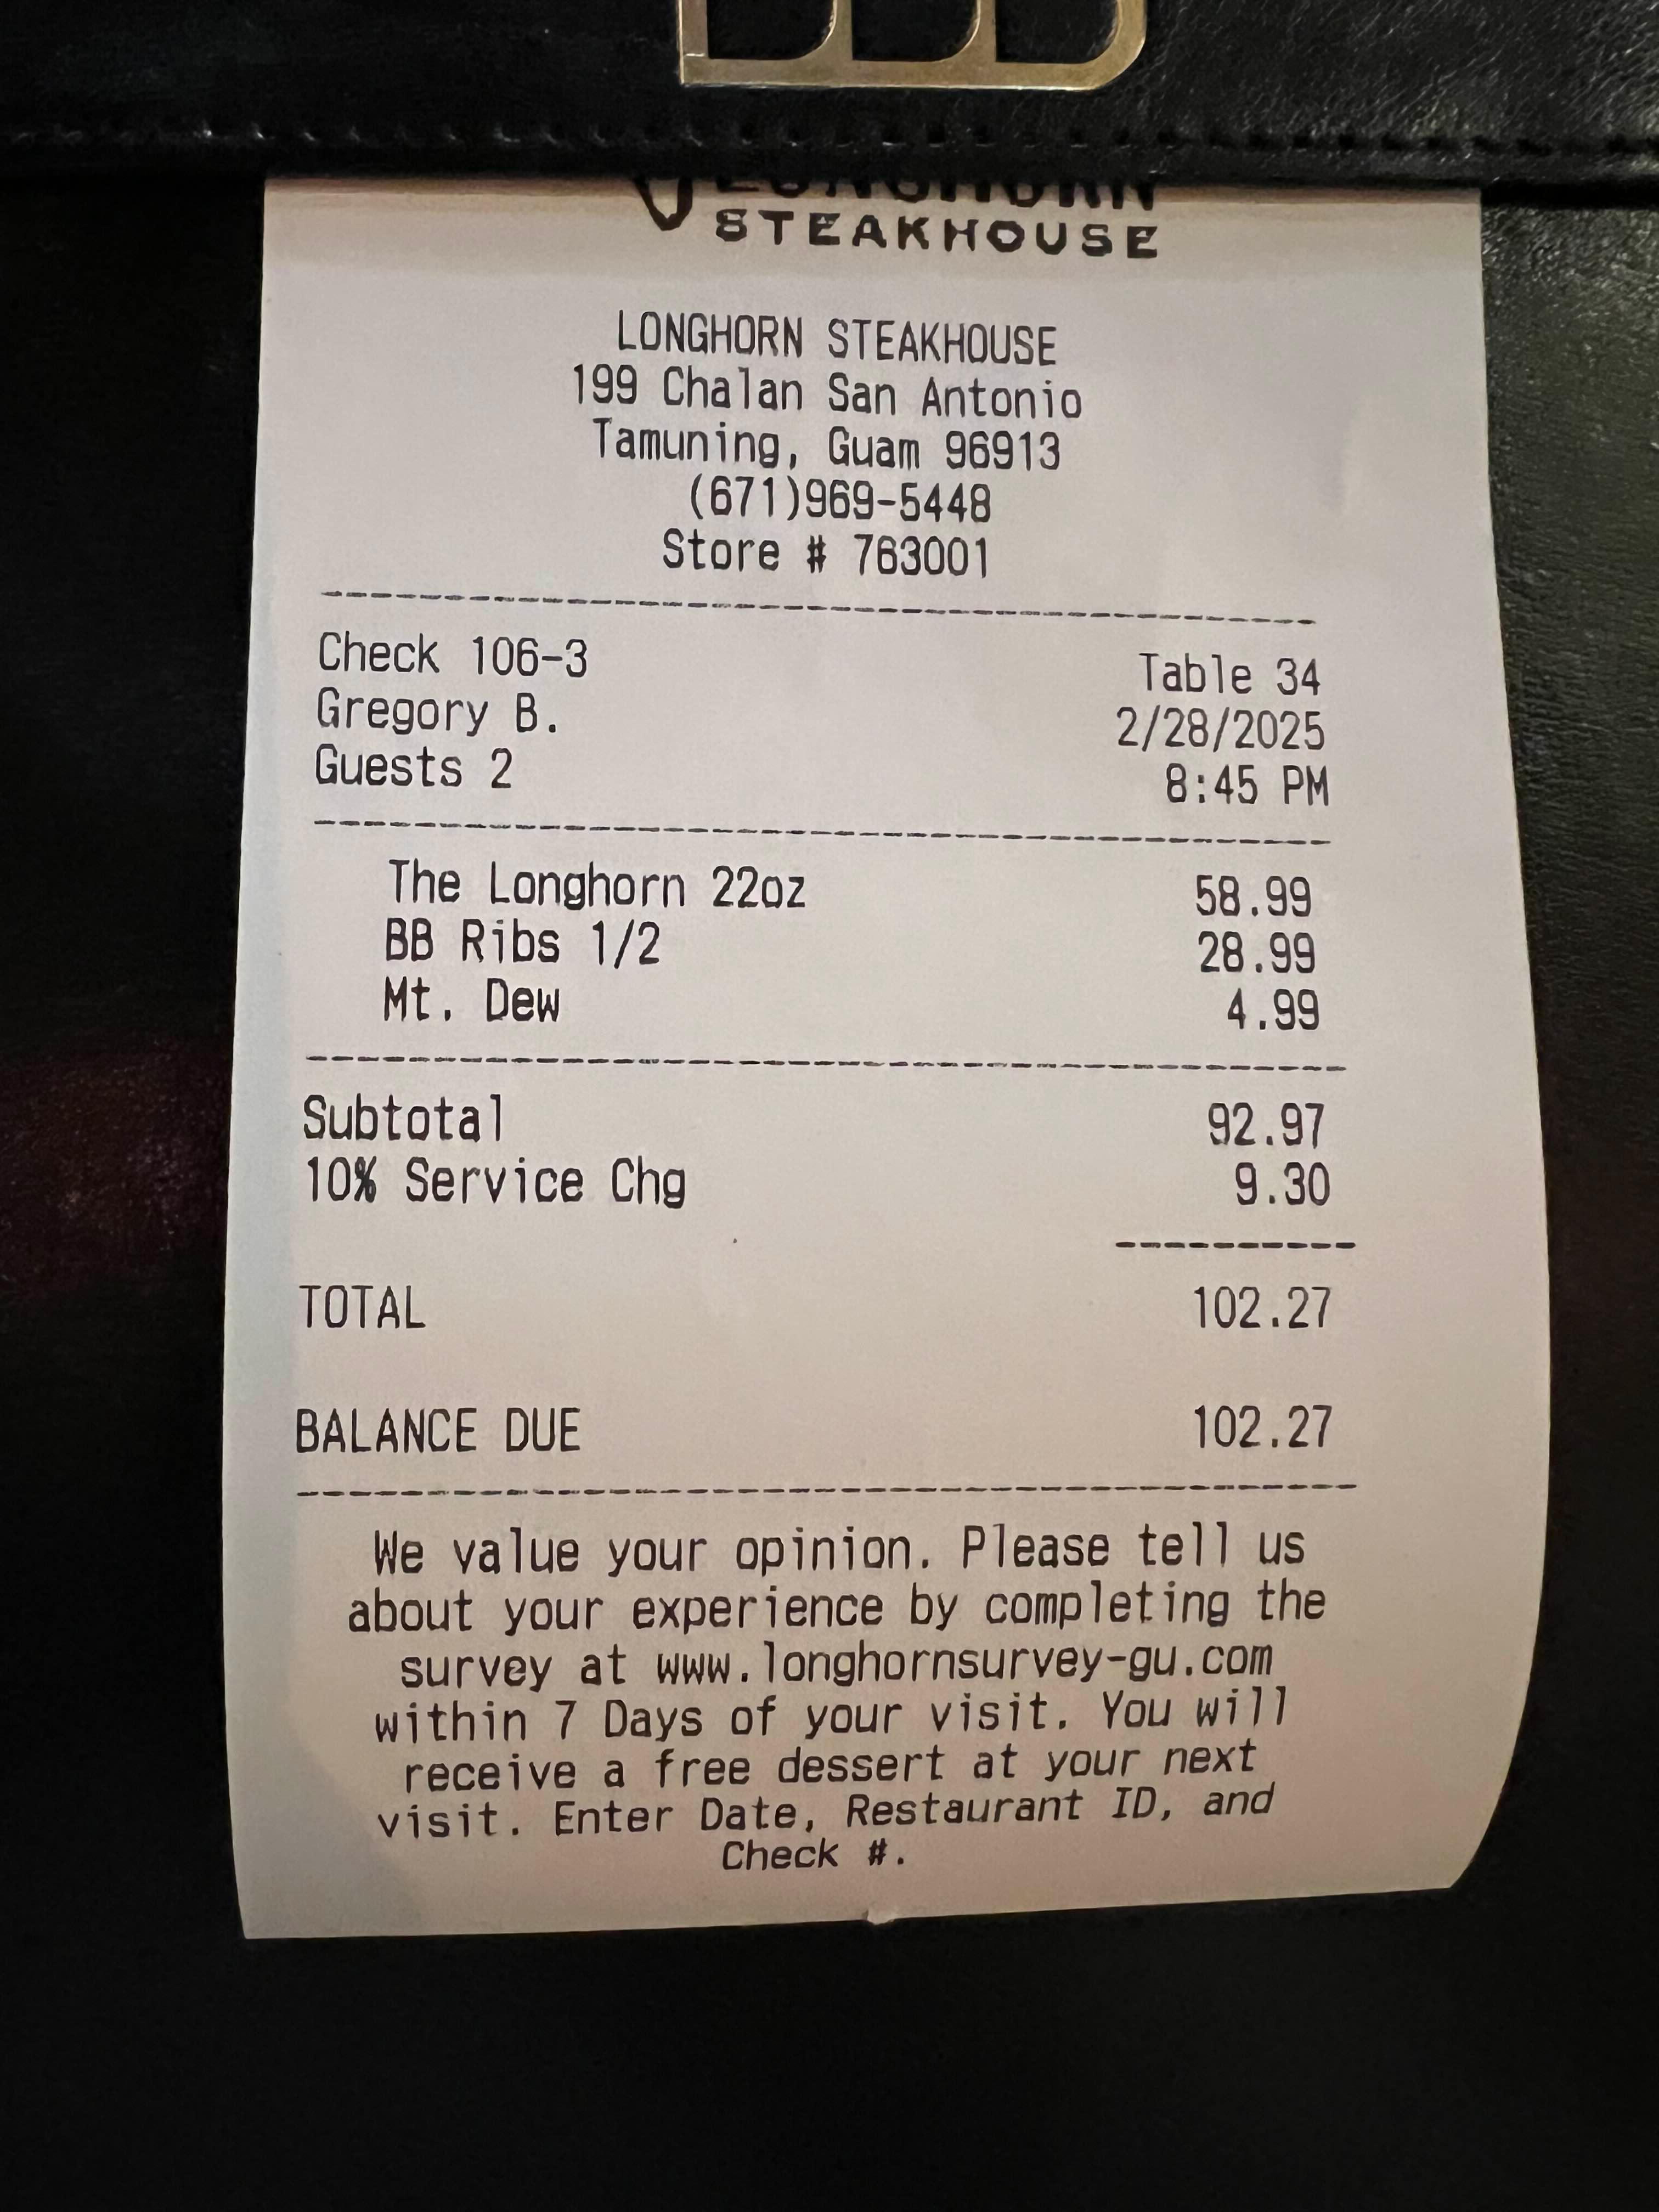 LONGHORN
STEAKHOUSE
LONGHORN STEAKHOUSE
199 Chalan San Antonio
Tamuning, Guam 96913
(671)969-5448
Store # 763001
Check 106-3 Table 34
Gregory B. 2/28/2025
Guests 2 8:45 PM
The Longhorn 22oz 58.99
BB Ribs 1/2 28.99
Mt. Dew 4.99
Subtotal 92.97
10% Service Chg 9.30
TOTAL 102.27
BALANCE DUE 102.27
We value your opinion. Please tell us
about your experience by completing the
survey at www.longhornsurvey-gu.com
within 7 Days of your visit. You will
receive a free dessert at your next
visit. Enter Date, Restaurant ID, and
Check #.